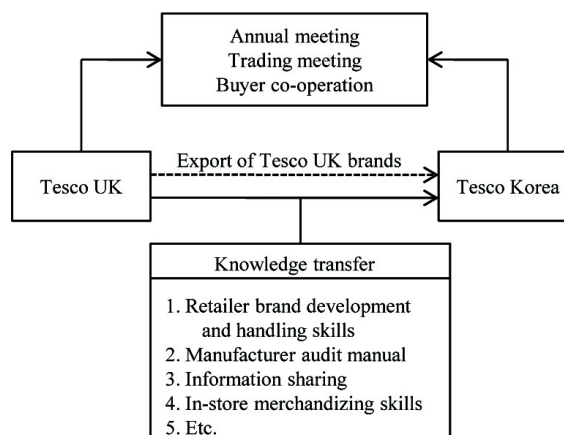 Annual meeting
Trading meeting
Buyer co-operation
Export of Tesco UK brands
Tesco UK
Tesco Korea
Knowledge transfer
1. Retailer brand development
and handling skills
2. Manufacturer audit manual
3. Information sharing
4. In-store merchandizing skills
5. Etc.